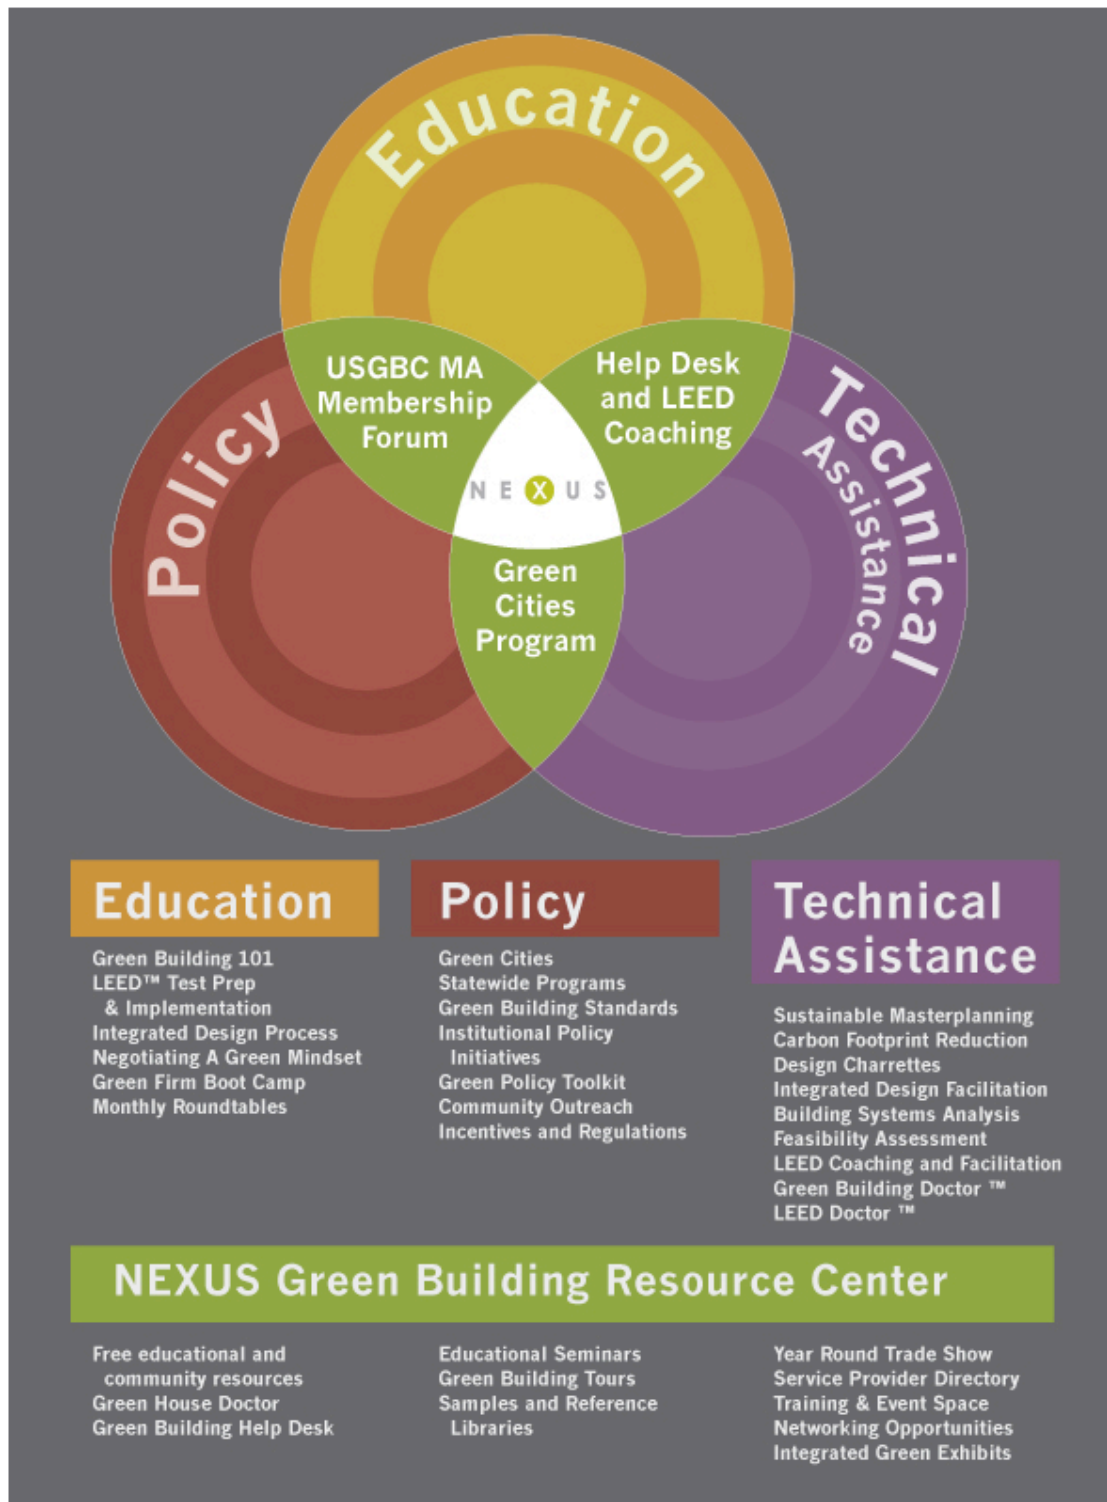 Education
USGBC MA
Membership
Forum
Help Desk
and LEED
Coaching
Policy
Technical
Assistance
NEXUS
Green
Cities
Program
Education
Green Building 101
LEED™ Test Prep
& Implementation
Integrated Design Process
Negotiating A Green Mindset
Green Firm Boot Camp
Monthly Roundtables
Policy
Green Cities
Statewide Programs
Green Building Standards
Institutional Policy
Initiatives
Green Policy Toolkit
Community Outreach
Incentives and Regulations
Technical
Assistance
Sustainable Masterplanning
Carbon Footprint Reduction
Design Charrettes
Integrated Design Facilitation
Building Systems Analysis
Feasibility Assessment
LEED Coaching and Facilitation
Green Building Doctor ™
LEED Doctor ™
NEXUS Green Building Resource Center
Free educational and
community resources
Green House Doctor
Green Building Help Desk
Educational Seminars
Green Building Tours
Samples and Reference
Libraries
Year Round Trade Show
Service Provider Directory
Training & Event Space
Networking Opportunities
Integrated Green Exhibits